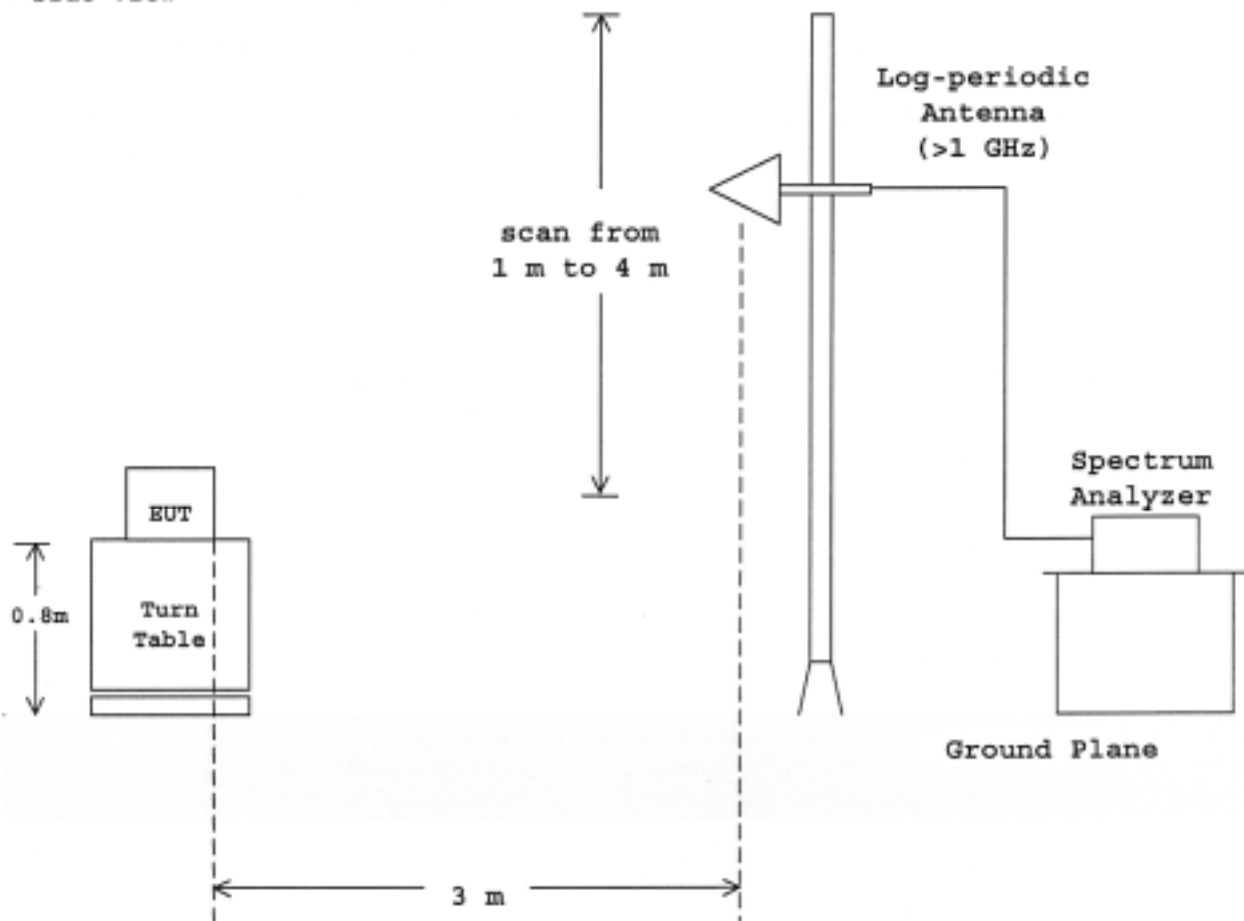 Log-periodic
Antenna
(>1 GHz)
scan from
1 m to 4 m
Spectrum
Analyzer
EUT
0.8m
Turn
Table
Ground Plane
3 m